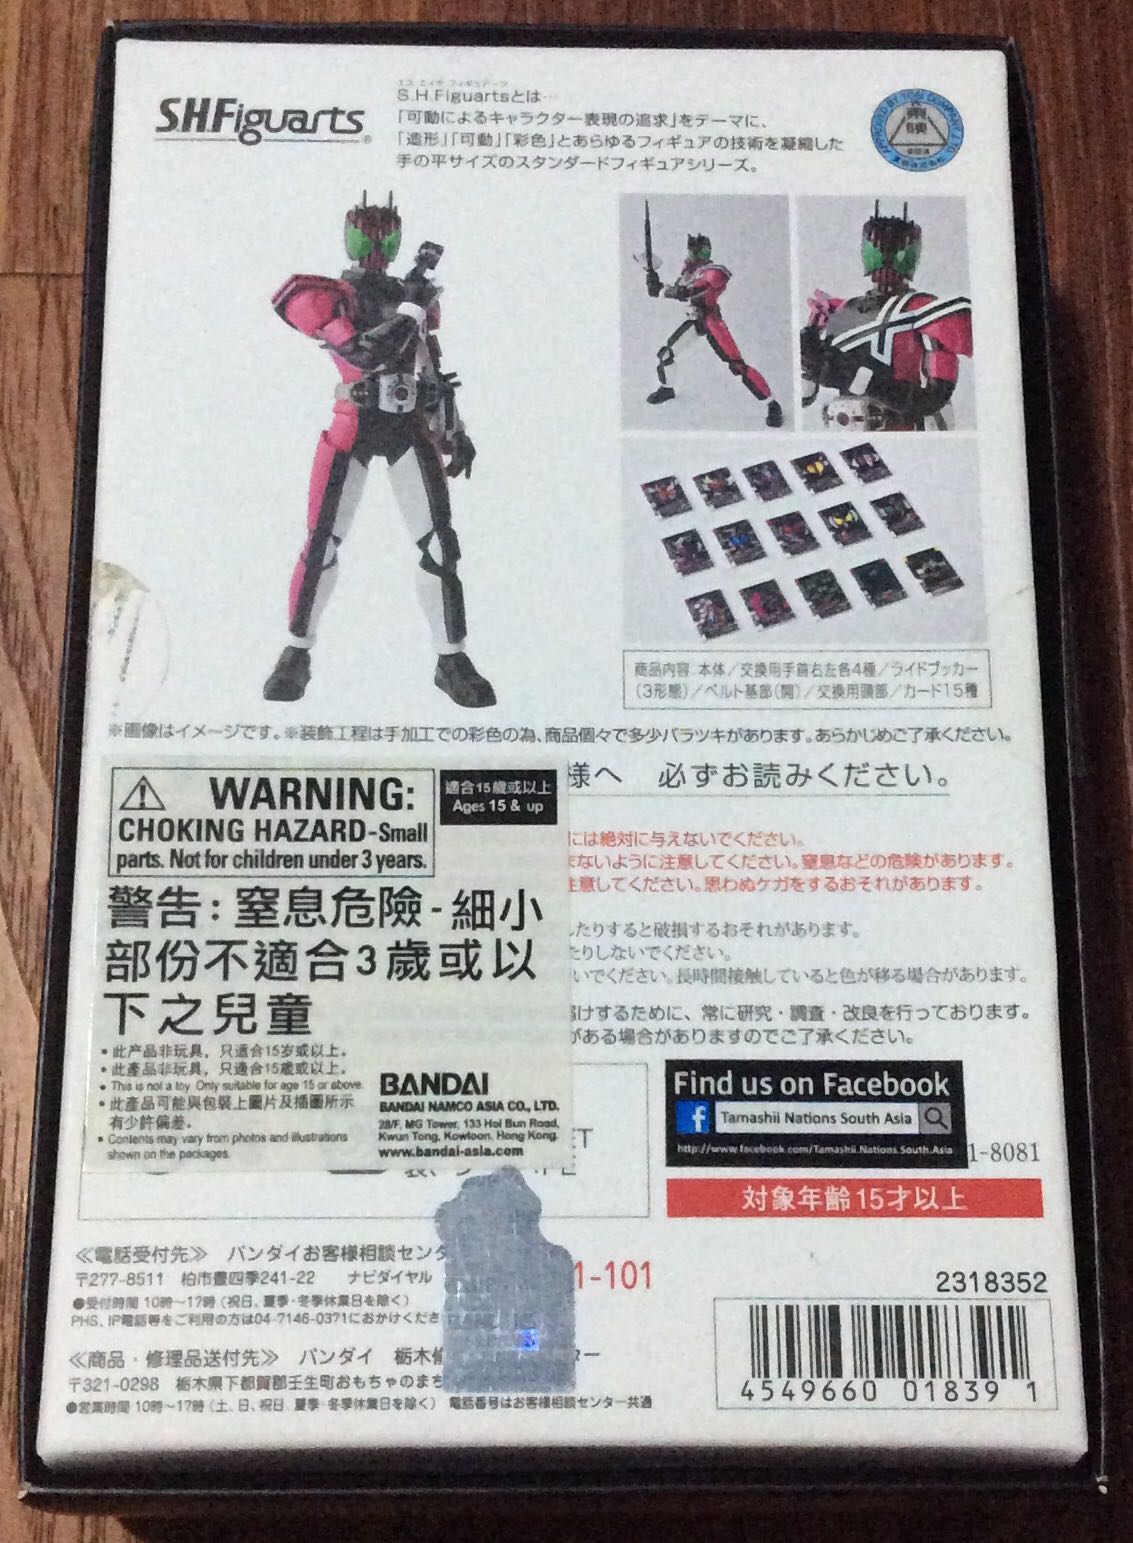 S.H.Figuarts
エス エイチ フィギュアーツ
S.H.Figuartsとは…
「可動によるキャラクター表現の追求」をテーマに、
「造形」「可動」「彩色」とあらゆるフィギュアの技術を凝縮した
手の平サイズのスタンダードフィギュアシリーズ。
APPROVED BY TOEI COMPANY, LTD.
商品内容 本体／交換用手首右左各4種／ライドブッカー
(3形態)／ベルト基部(開)／交換用頭部／カード15種
※画像はイメージです。※装飾工程は手加工での彩色の為、商品個々で多少バラツキがあります。あらかじめご了承ください。
様へ 必ずお読みください。
には絶対に与えないでください。
まないように注意してください。窒息などの危険があります。
注意してください。思わぬケガをするおそれがあります。
したりすると破損するおそれがあります。
たりしないでください。
いでください。長時間接触していると色が移る場合があります。
届けするために、常に研究・調査・改良を行っております。
がある場合がありますのでご了承ください。
WARNING:
CHOKING HAZARD-Small
parts. Not for children under 3 years.
適合15歲或以上
Ages 15 & up
警告:窒息危險-細小
部份不適合3歲或以
下之兒童
• 此产品非玩具，只适合15岁或以上。
• 此產品非玩具，只適合15歲或以上。
• This is not a toy. Only suitable for age 15 or above.
• 此產品可能與包裝上圖片及插圖所示
有少許偏差。
• Contents may vary from photos and illustrations
shown on the packages.
BANDAI
BANDAI NAMCO ASIA CO., LTD.
28/F, MG Tower, 133 Hoi Bun Road,
Kwun Tong, Kowloon, Hong Kong.
www.bandai-asia.com
Find us on Facebook
f Tamashii Nations South Asia
http://www.facebook.com/Tamashii.Nations.South.Asia
1-8081
対象年齢15才以上
≪電話受付先≫ バンダイお客様相談センタ
〒277-8511 柏市豊四季241-22 ナビダイヤル
1-101
●受付時間 10時〜17時 (祝日、夏季・冬季休業日を除く)
PHS、IP電話等をご利用の方は04-7146-0371におかけくださ
≪商品・修理品送付先≫ バンダイ 栃木
ター
〒321-0298 栃木県下都賀郡壬生町おもちゃのまち
●営業時間 10時〜17時 (土、日、祝日、夏季・冬季休業日を除く) 電話番号はお客様相談センター共通
2318352
4549660 01839 1